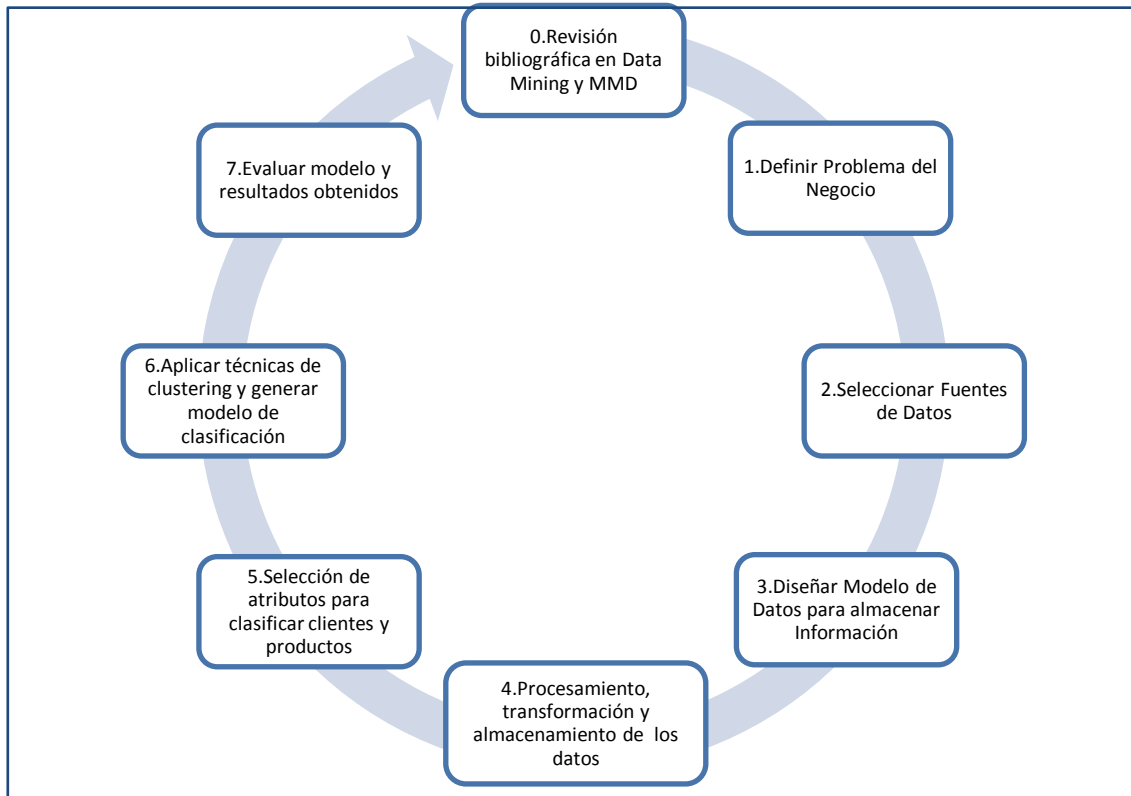 0.Revisión
bibliográfica en Data
Mining y MMD
1.Definir Problema del
Negocio
2.Seleccionar Fuentes
de Datos
3.Diseñar Modelo de
Datos para almacenar
Información
4.Procesamiento,
transformación y
almacenamiento de los
datos
5.Selección de
atributos para
clasificar clientes y
productos
6.Aplicar técnicas de
clustering y generar
modelo de
clasificación
7.Evaluar modelo y
resultados obtenidos